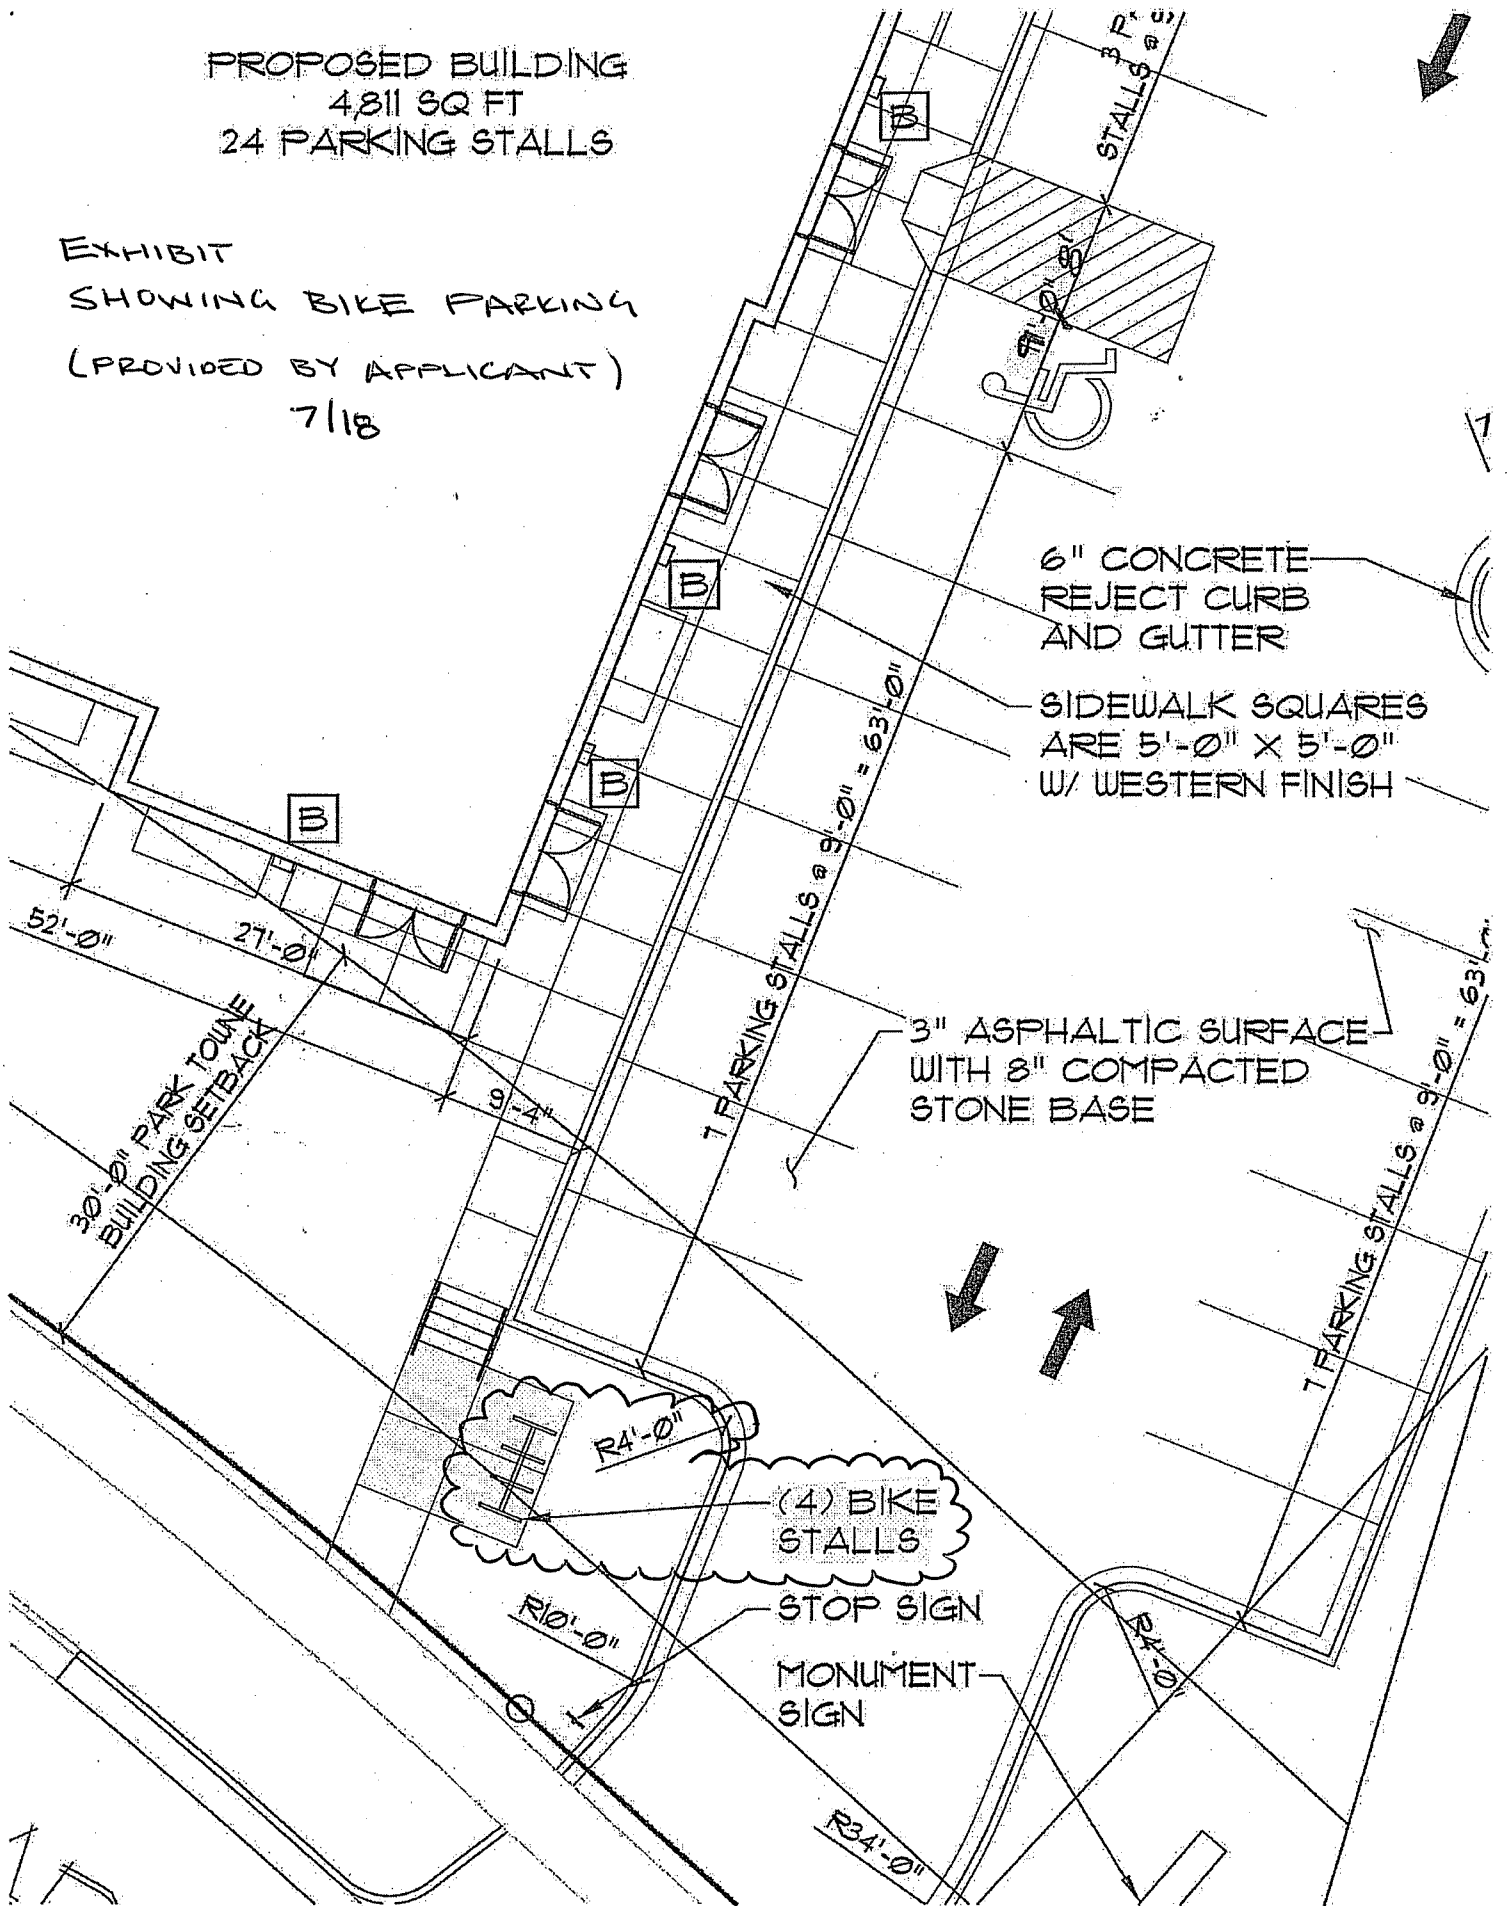 PROPOSED BUILDING
4,811 SQ FT
24 PARKING STALLS
EXHIBIT
SHOWING BIKE PARKING
(PROVIDED BY APPLICANT)
7/18
B
STALLS @
8'
9'-0"
B
6" CONCRETE
REJECT CURB
AND GUTTER
SIDEWALK SQUARES
ARE 5'-0" X 5'-0"
W/ WESTERN FINISH
B
B
7 PARKING STALLS @ 9'-0" = 63'-0"
52'-0"
27'-0"
30'-0" PARK TOWNE
BUILDING SETBACK
9'-4"
3" ASPHALTIC SURFACE
WITH 8" COMPACTED
STONE BASE
7 PARKING STALLS @ 9'-0" = 63'-0"
R4'-0"
(4) BIKE
STALLS
R10'-0"
STOP SIGN
MONUMENT
SIGN
R4'-0"
R34'-0"